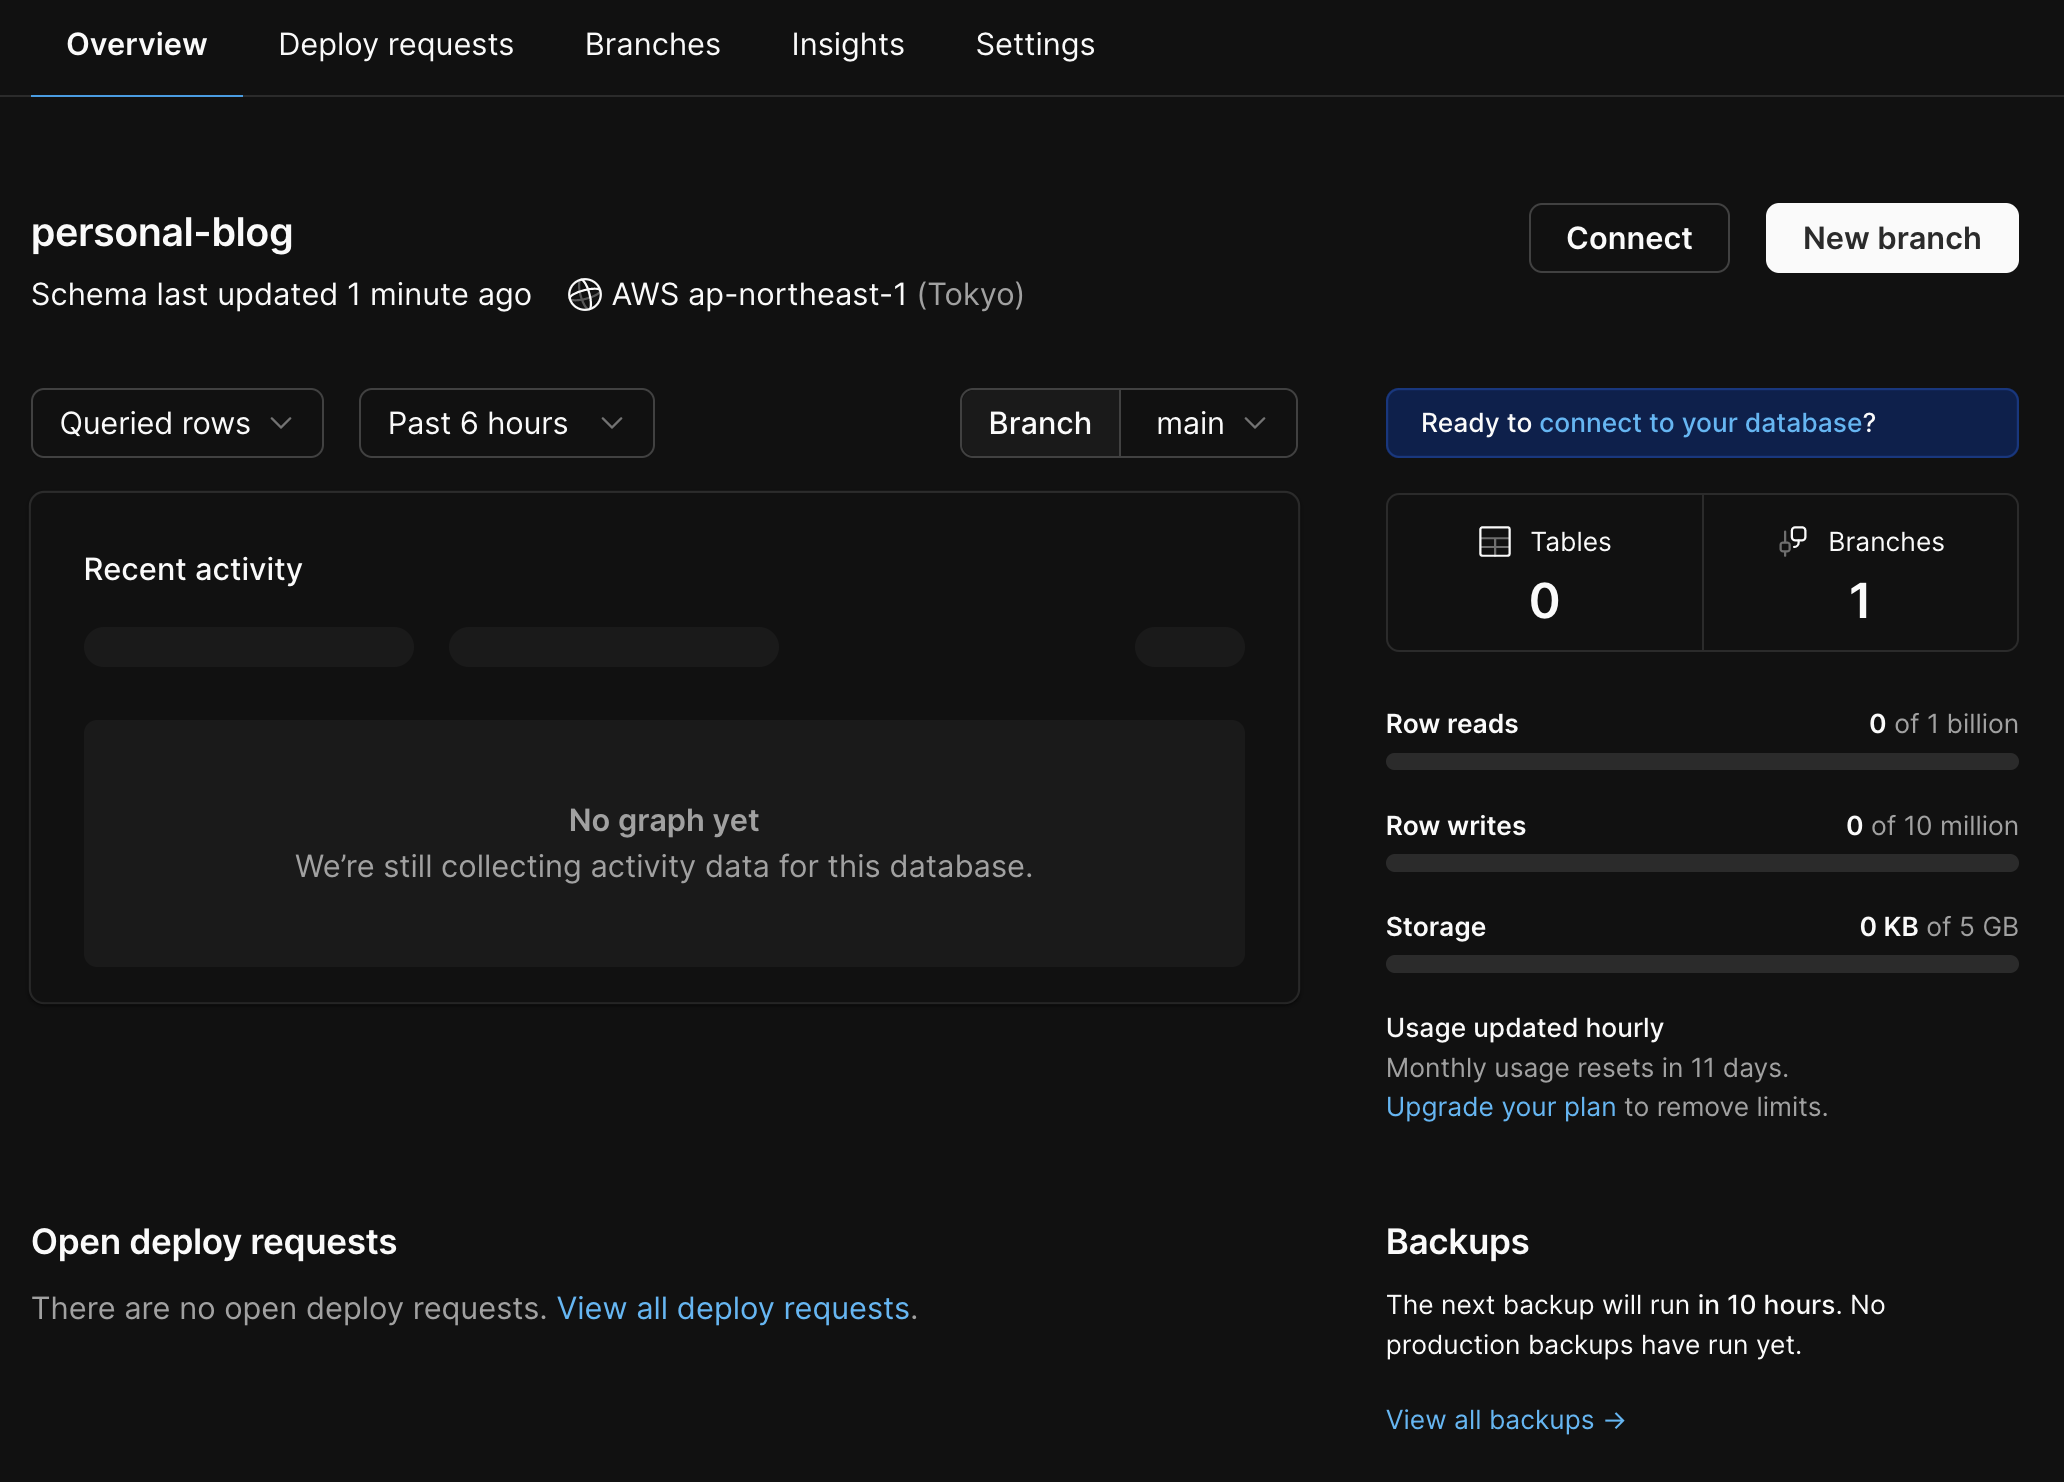 Overview Deploy requests Branches Insights Settings
personal-blog
Connect New branch
Schema last updated 1 minute ago AWS ap-northeast-1 (Tokyo)
Queried rows Past 6 hours Branch main
Recent activity
No graph yet
We’re still collecting activity data for this database.
Ready to connect to your database?
Tables Branches
0 1
Row reads 0 of 1 billion
Row writes 0 of 10 million
Storage 0 KB of 5 GB
Usage updated hourly
Monthly usage resets in 11 days.
Upgrade your plan to remove limits.
Open deploy requests
There are no open deploy requests. View all deploy requests.
Backups
The next backup will run in 10 hours. No
production backups have run yet.
View all backups →